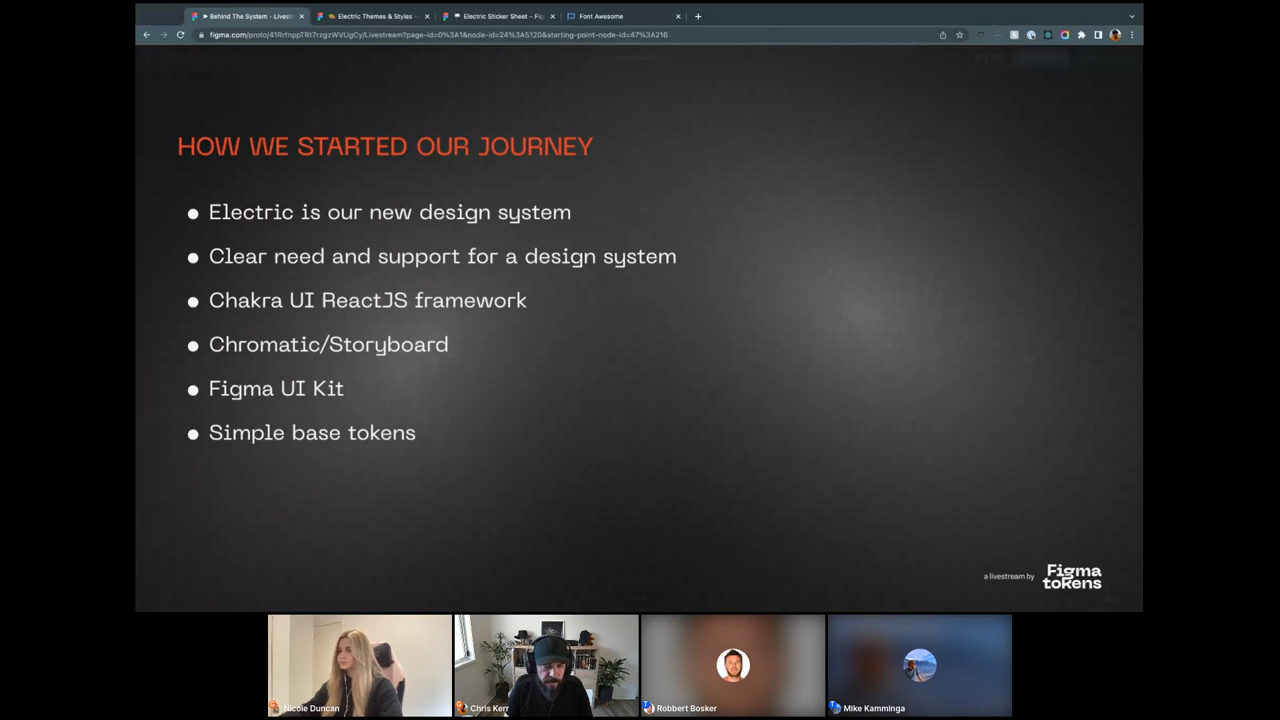 Behind The System - Livestr
Electric Themes & Styles –
Electric Sticker Sheet – Fig
Font Awesome
figma.com/proto/41RrfnppTRt7rzgzWVUgCy/Livestream?page-id=0%3A1&node-id=24%3A5120&starting-point-node-id=47%3A216
HOW WE STARTED OUR JOURNEY
Electric is our new design system
Clear need and support for a design system
Chakra UI ReactJS framework
Chromatic/Storyboard
Figma UI Kit
Simple base tokens
a livestream by
Figma
toKens
Nicole Duncan
Chris Kerr
Robbert Bosker
Mike Kamminga